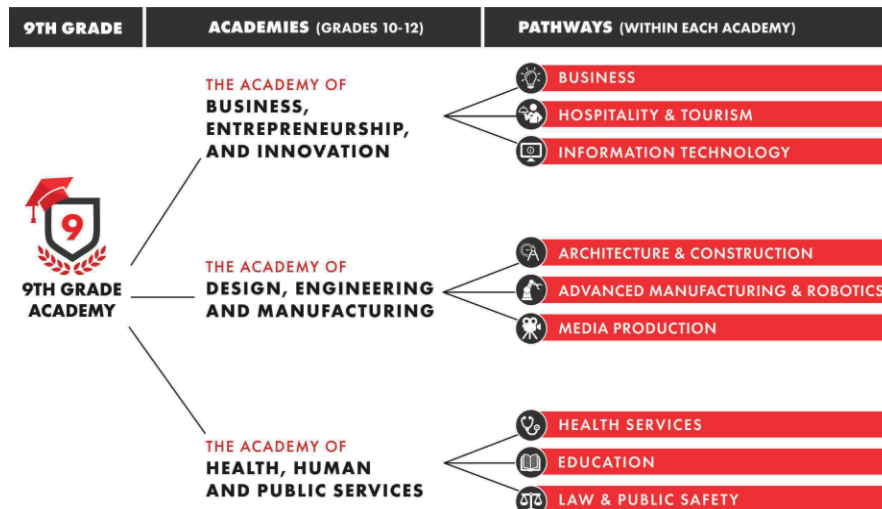 9TH GRADE
ACADEMIES (GRADES 10-12)
PATHWAYS (WITHIN EACH ACADEMY)
9
9TH GRADE
ACADEMY
THE ACADEMY OF
BUSINESS,
ENTREPRENEURSHIP,
AND INNOVATION
BUSINESS
HOSPITALITY & TOURISM
INFORMATION TECHNOLOGY
THE ACADEMY OF
DESIGN, ENGINEERING
AND MANUFACTURING
ARCHITECTURE & CONSTRUCTION
ADVANCED MANUFACTURING & ROBOTICS
MEDIA PRODUCTION
THE ACADEMY OF
HEALTH, HUMAN
AND PUBLIC SERVICES
HEALTH SERVICES
EDUCATION
LAW & PUBLIC SAFETY